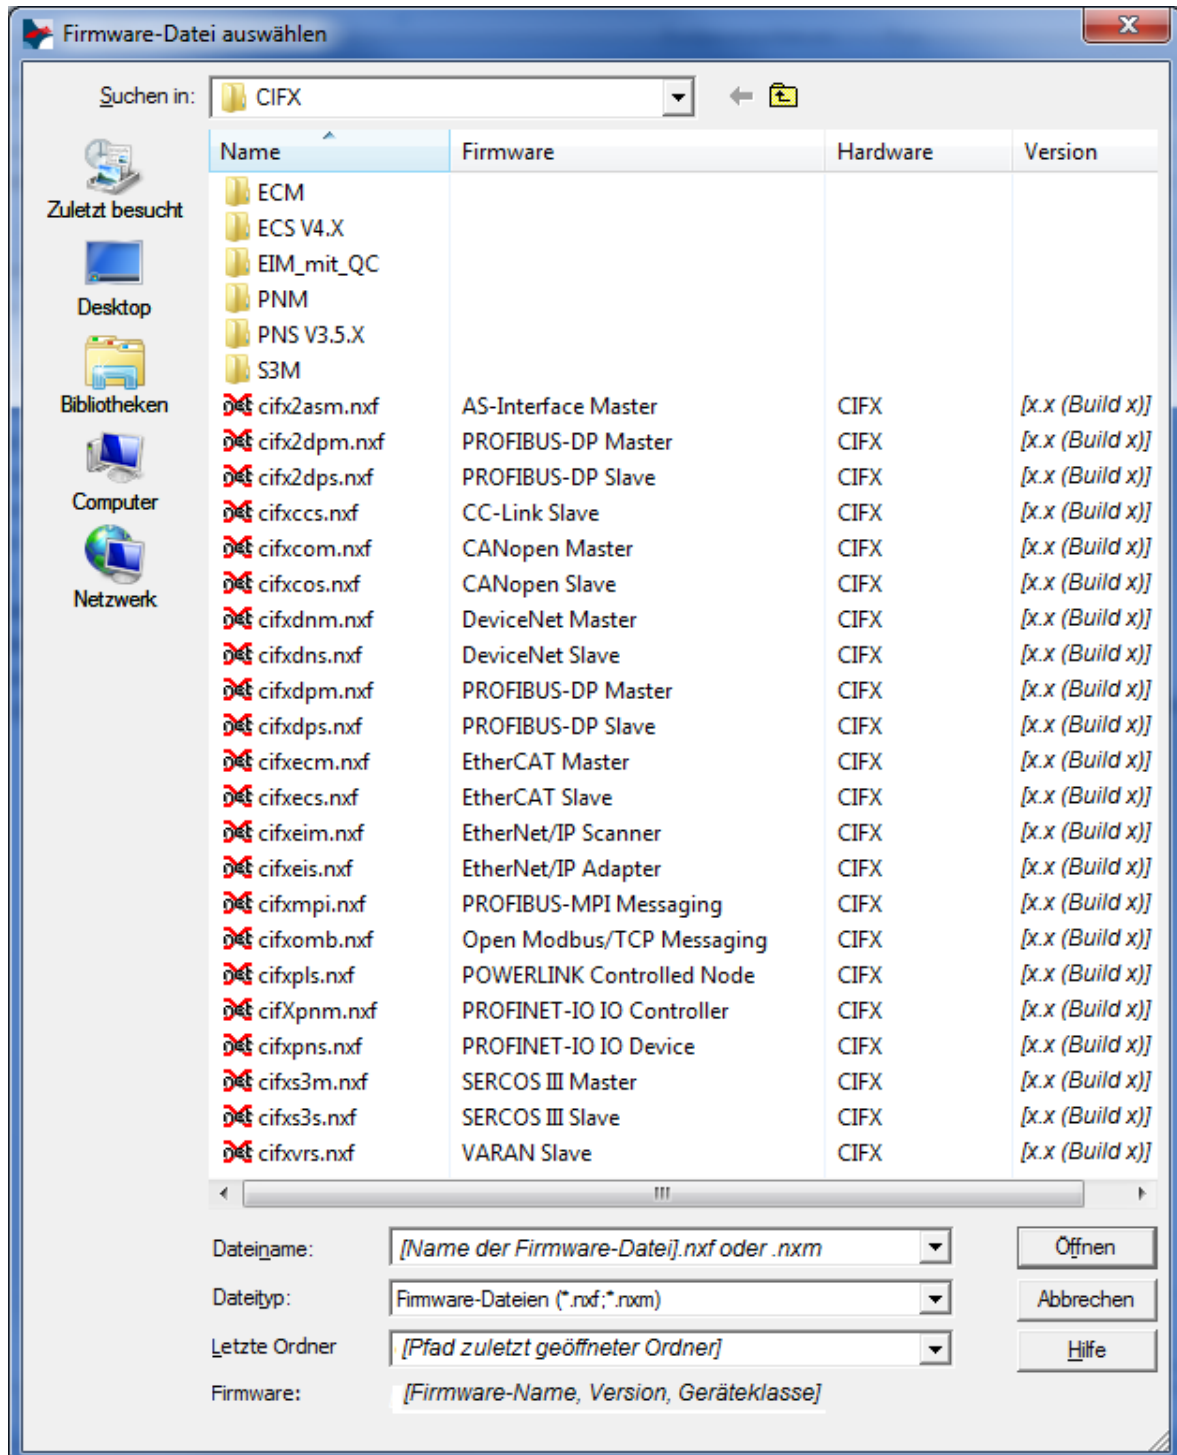 Firmware-Datei auswählen
Suchen in: CIFX
Name Firmware Hardware Version
Zuletzt besucht
Desktop
Bibliotheken
Computer
Netzwerk
ECM
ECS V4.X
EIM_mit_QC
PNM
PNS V3.5.X
S3M
cifx2asm.nxf AS-Interface Master CIFX [x.x (Build x)]
cifx2dpm.nxf PROFIBUS-DP Master CIFX [x.x (Build x)]
cifx2dps.nxf PROFIBUS-DP Slave CIFX [x.x (Build x)]
cifxccs.nxf CC-Link Slave CIFX [x.x (Build x)]
cifxcom.nxf CANopen Master CIFX [x.x (Build x)]
cifxcos.nxf CANopen Slave CIFX [x.x (Build x)]
cifxdnm.nxf DeviceNet Master CIFX [x.x (Build x)]
cifxdns.nxf DeviceNet Slave CIFX [x.x (Build x)]
cifxdpm.nxf PROFIBUS-DP Master CIFX [x.x (Build x)]
cifxdps.nxf PROFIBUS-DP Slave CIFX [x.x (Build x)]
cifxecm.nxf EtherCAT Master CIFX [x.x (Build x)]
cifxecs.nxf EtherCAT Slave CIFX [x.x (Build x)]
cifxeim.nxf EtherNet/IP Scanner CIFX [x.x (Build x)]
cifxeis.nxf EtherNet/IP Adapter CIFX [x.x (Build x)]
cifxmpi.nxf PROFIBUS-MPI Messaging CIFX [x.x (Build x)]
cifxomb.nxf Open Modbus/TCP Messaging CIFX [x.x (Build x)]
cifxpls.nxf POWERLINK Controlled Node CIFX [x.x (Build x)]
cifXpnm.nxf PROFINET-IO IO Controller CIFX [x.x (Build x)]
cifxpns.nxf PROFINET-IO IO Device CIFX [x.x (Build x)]
cifxs3m.nxf SERCOS III Master CIFX [x.x (Build x)]
cifxs3s.nxf SERCOS III Slave CIFX [x.x (Build x)]
cifxvrs.nxf VARAN Slave CIFX [x.x (Build x)]
Dateiname: [Name der Firmware-Datei].nxf oder .nxm Öffnen
Dateityp: Firmware-Dateien (*.nxf;*.nxm) Abbrechen
Letzte Ordner [Pfad zuletzt geöffneter Ordner] Hilfe
Firmware: [Firmware-Name, Version, Geräteklasse]